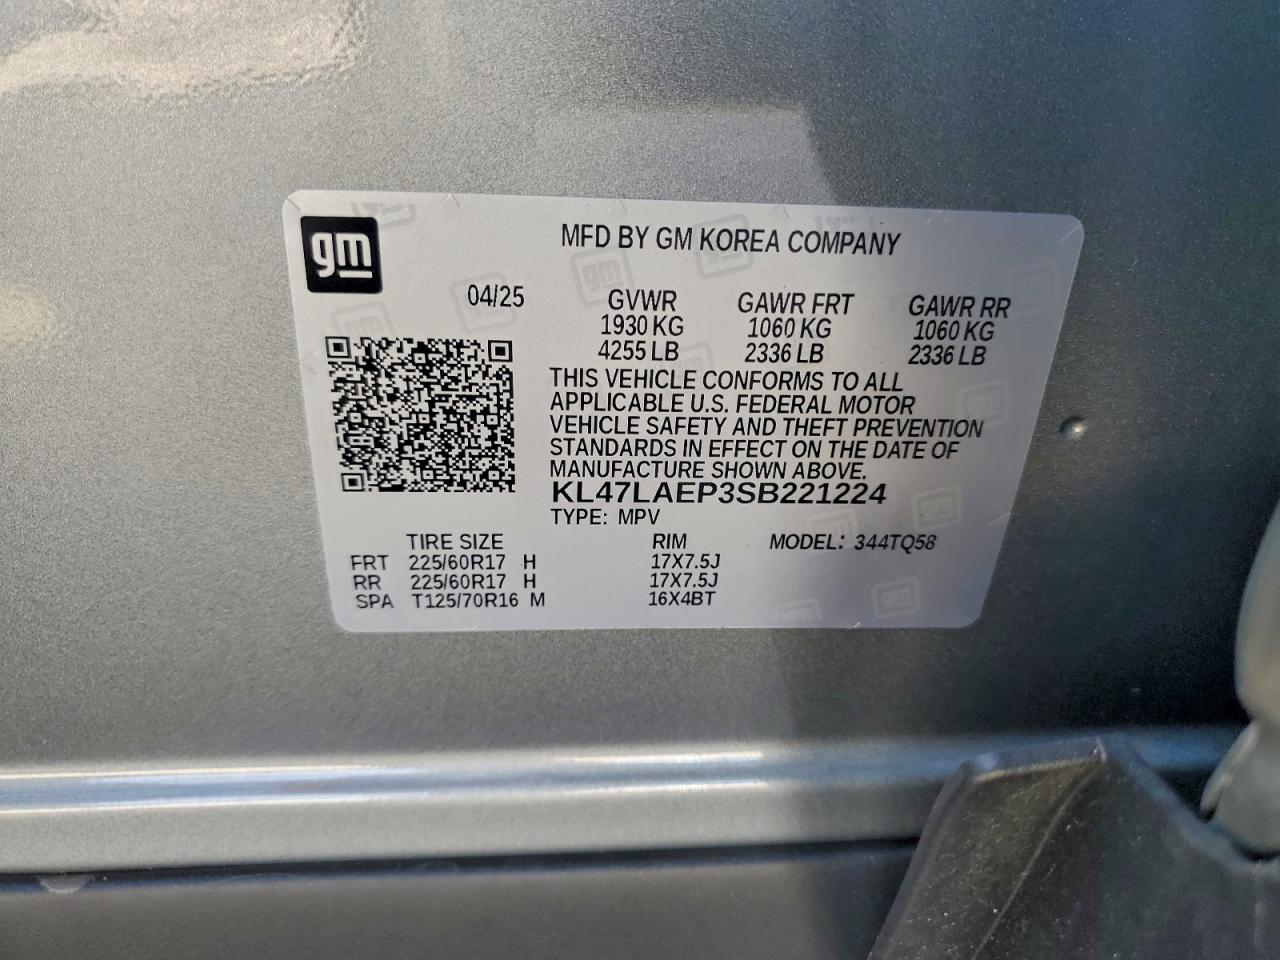 gm
MFD BY GM KOREA COMPANY
04/25 GVWR GAWR FRT GAWR RR
1930 KG 1060 KG 1060 KG
4255 LB 2336 LB 2336 LB
THIS VEHICLE CONFORMS TO ALL
APPLICABLE U.S. FEDERAL MOTOR
VEHICLE SAFETY AND THEFT PREVENTION
STANDARDS IN EFFECT ON THE DATE OF
MANUFACTURE SHOWN ABOVE.
KL47LAEP3SB221224
TYPE: MPV
TIRE SIZE RIM MODEL: 344TQ58
FRT 225/60R17 H 17X7.5J
RR 225/60R17 H 17X7.5J
SPA T125/70R16 M 16X4BT